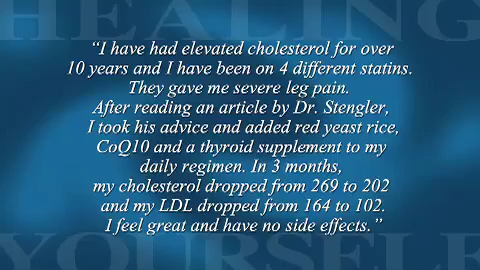 HEALING
“I have had elevated cholesterol for over
10 years and I have been on 4 different statins.
They gave me severe leg pain.
After reading an article by Dr. Stengler,
I took his advice and added red yeast rice,
CoQ10 and a thyroid supplement to my
daily regimen. In 3 months,
my cholesterol dropped from 269 to 202
and my LDL dropped from 164 to 102.
I feel great and have no side effects.”
YOURSELF